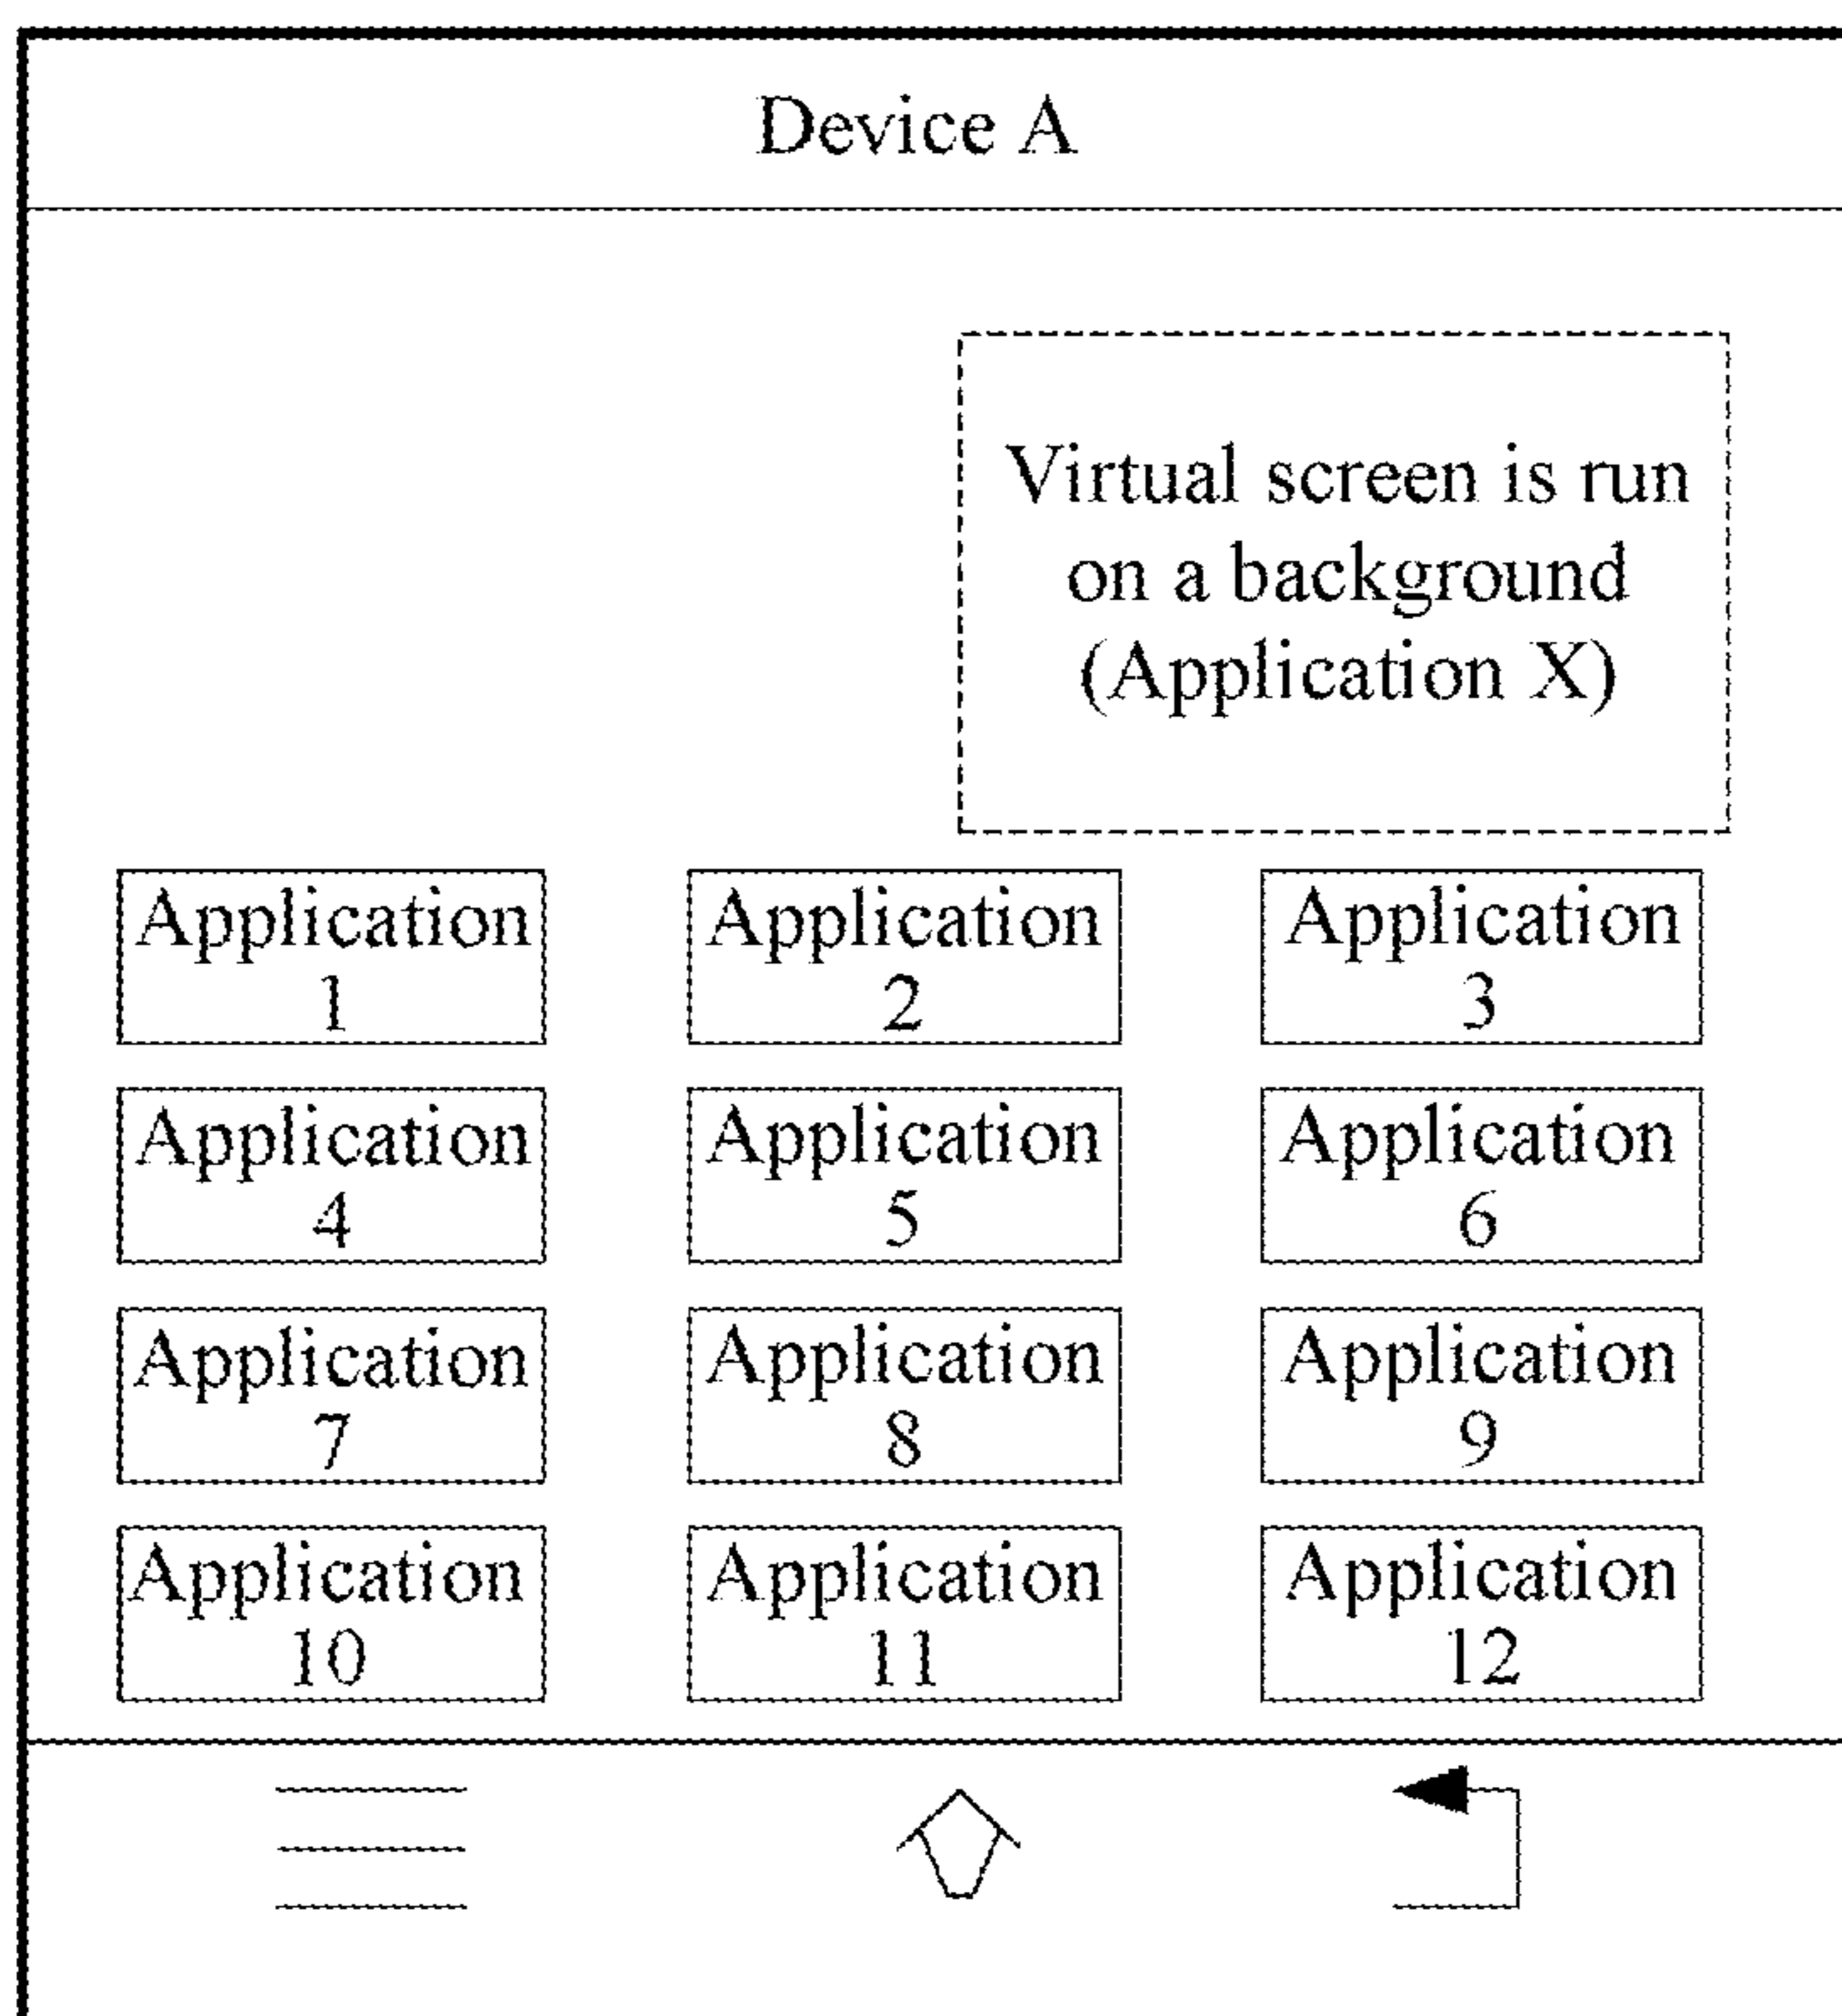 Device A
Virtual screen is run
on a background
(Application X)
Application
1
Application
2
Application
3
Application
4
Application
5
Application
6
Application
7
Application
8
Application
9
Application
10
Application
11
Application
12